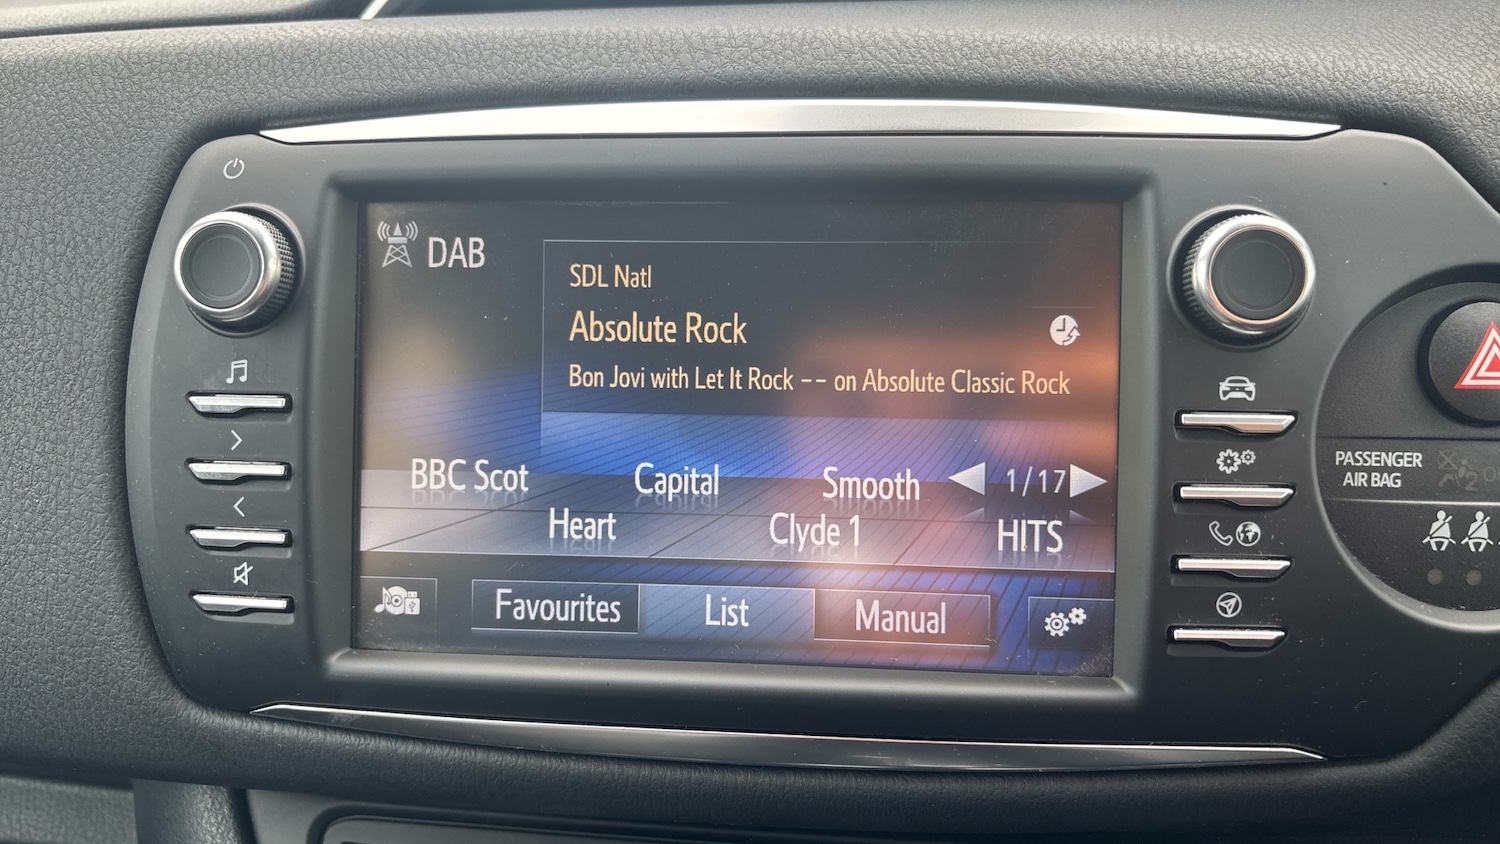 DAB
SDL Natl
Absolute Rock
Bon Jovi with Let It Rock -- on Absolute Classic Rock
BBC Scot Capital Smooth 1/17
Heart Clyde 1 HITS
Favourites List Manual
PASSENGER
AIR BAG